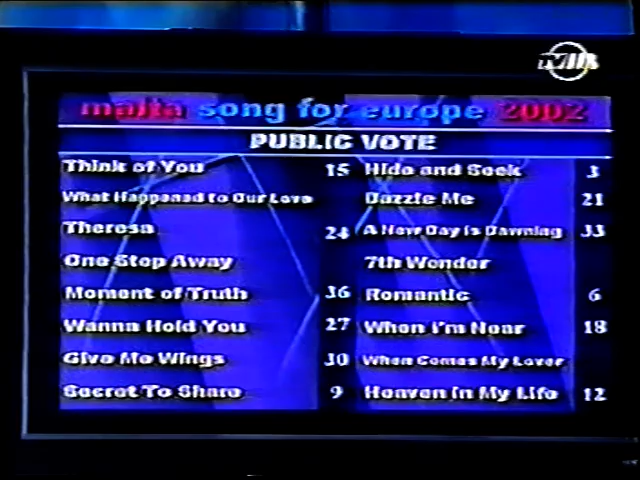 TVM
malta song for europe 2002
PUBLIC VOTE
Think of You 15 Hide and Seek 3
What Happened to Our Love Dazzle Me 21
Theresa 24 A New Day is Dawning 33
One Step Away 7th Wonder
Moment of Truth 36 Romantic 6
Wanna Hold You 27 When I'm Near 18
Give Me Wings 30 When Comes My Lover
Secret To Share 9 Heaven in My Life 12